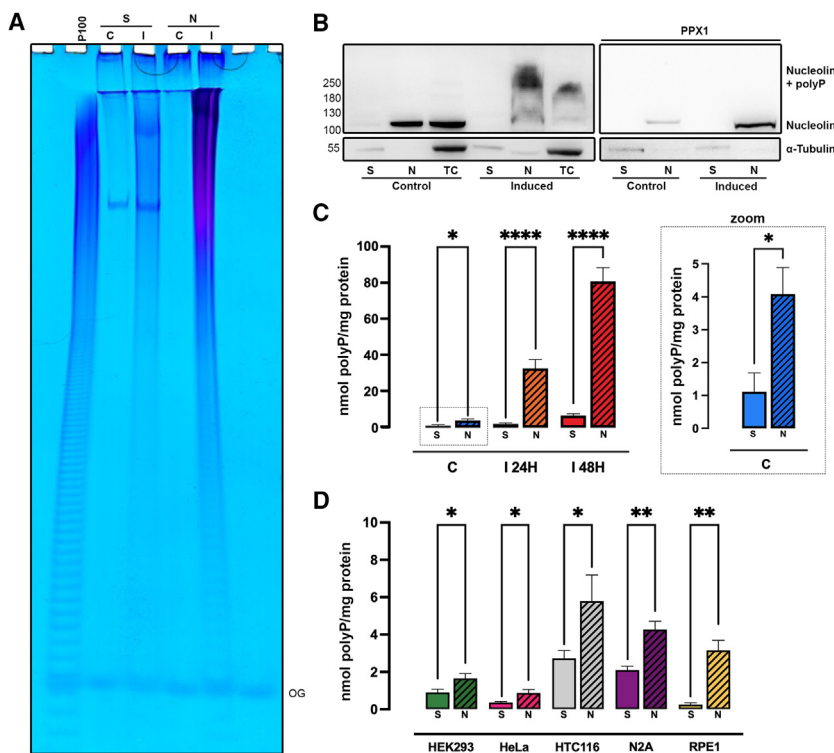 A
P100
S N
C I C I
OG
B
PPX1
250
180
130
100
55
Nucleolin
+ polyP
Nucleolin
α-Tubulin
S N TC S N TC S N S N
Control Induced Control Induced
C
nmol polyP/mg protein
100
80
60
40
20
0
* **** ****
S N S N S N
C I 24H I 48H
zoom
nmol polyP/mg protein
5
4
3
2
1
0
*
S N
C
D
nmol polyP/mg protein
10
8
6
4
2
0
* * * ** **
S N S N S N S N S N
HEK293 HeLa HTC116 N2A RPE1